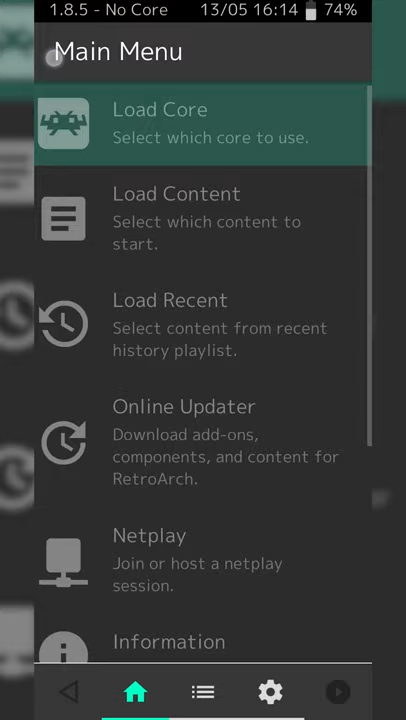 1.8.5 - No Core 13/05 16:14 74%
Main Menu
Load Core
Select which core to use.
Load Content
Select which content to
start.
Load Recent
Select content from recent
history playlist.
Online Updater
Download add-ons,
components, and content for
RetroArch.
Netplay
Join or host a netplay
session.
Information